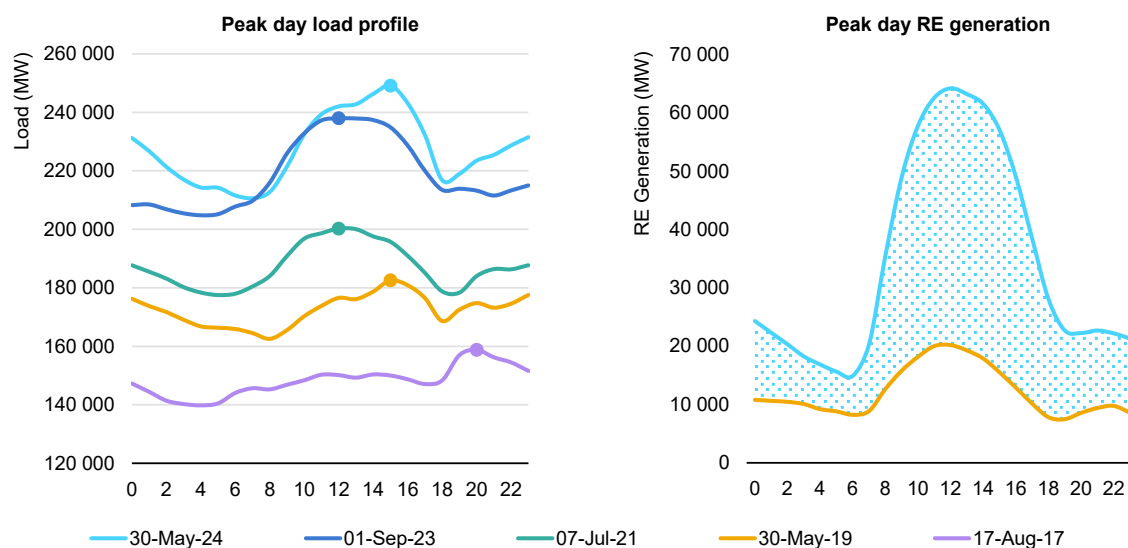 Peak day load profile
Load (MW)
260 000
240 000
220 000
200 000
180 000
160 000
140 000
120 000
0 2 4 6 8 10 12 14 16 18 20 22
Peak day RE generation
RE Generation (MW)
70 000
60 000
50 000
40 000
30 000
20 000
10 000
0
0 2 4 6 8 10 12 14 16 18 20 22
30-May-24 01-Sep-23 07-Jul-21 30-May-19 17-Aug-17